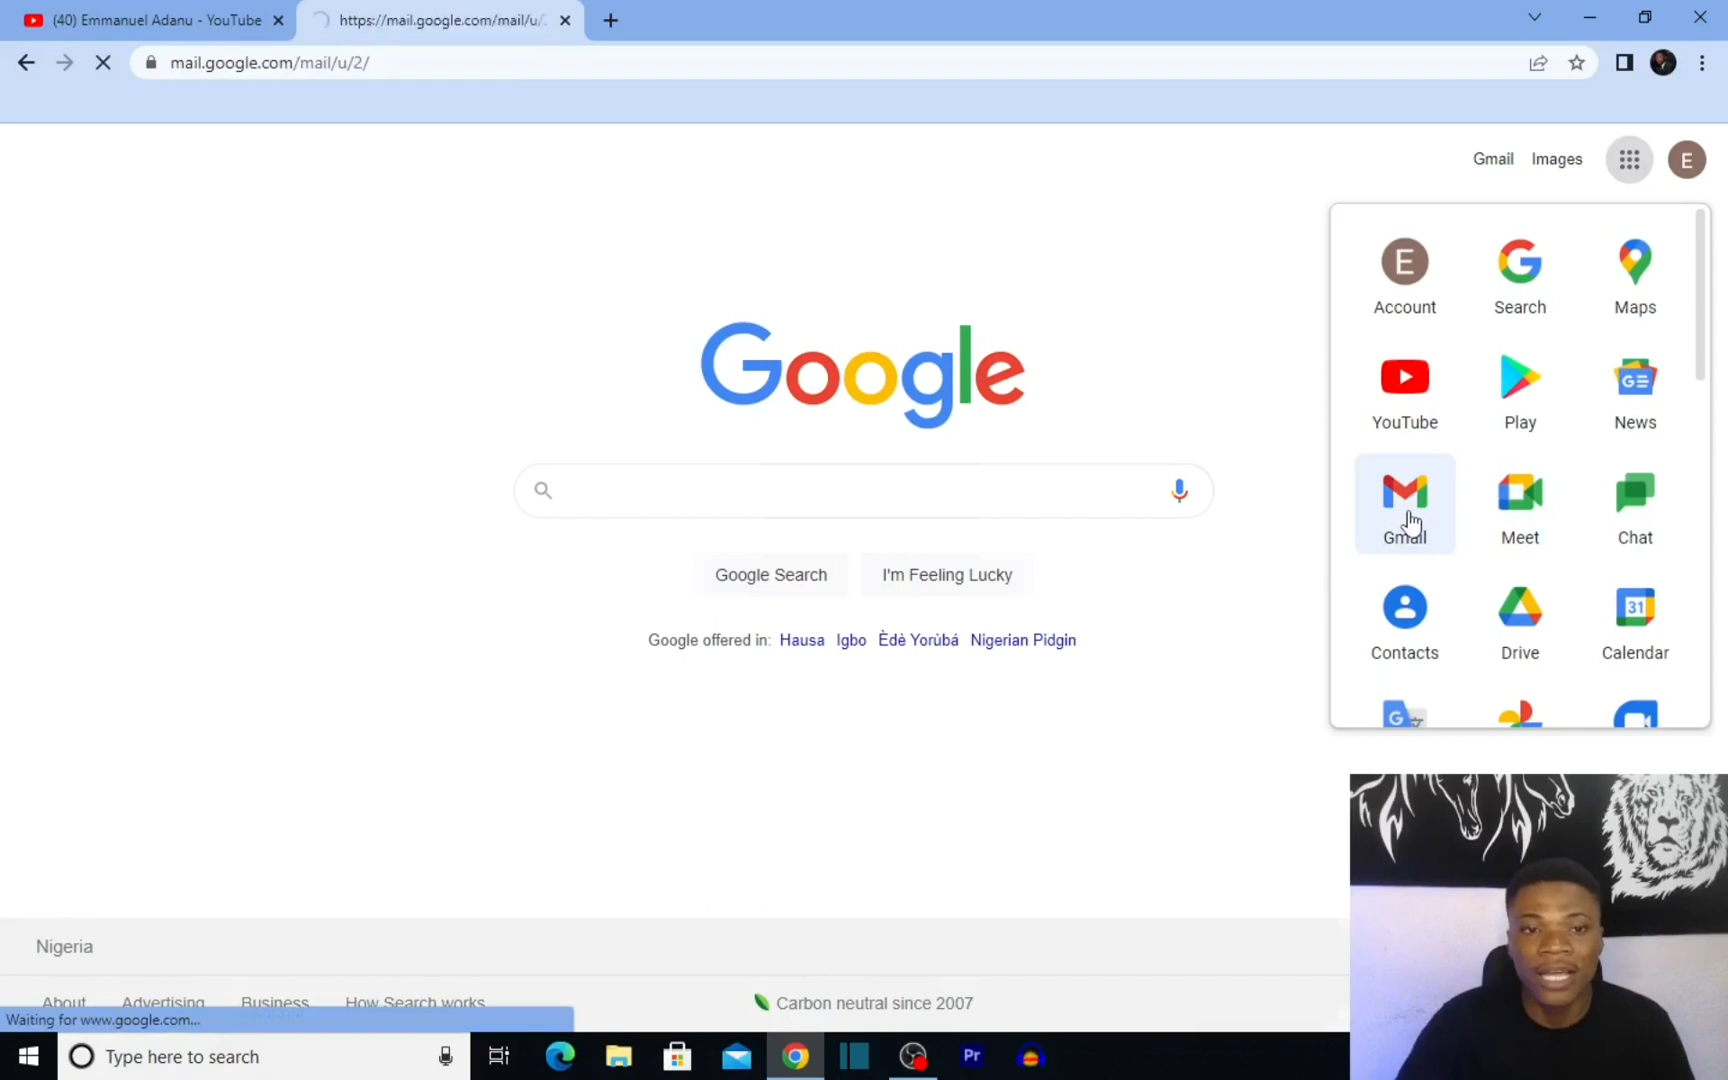 (40) Emmanuel Adanu - YouTube
https://mail.google.com/mail/u/2
mail.google.com/mail/u/2/
Gmail Images E
E
Account Search Maps
YouTube Play News
Gmail Meet Chat
31
Contacts Drive Calendar
G
Google
Google Search I'm Feeling Lucky
Google offered in: Hausa Igbo Èdè Yorùbá Nigerian Pidgin
Nigeria
About Advertising Business How Search works
Carbon neutral since 2007
Waiting for www.google.com...
Type here to search
Pr